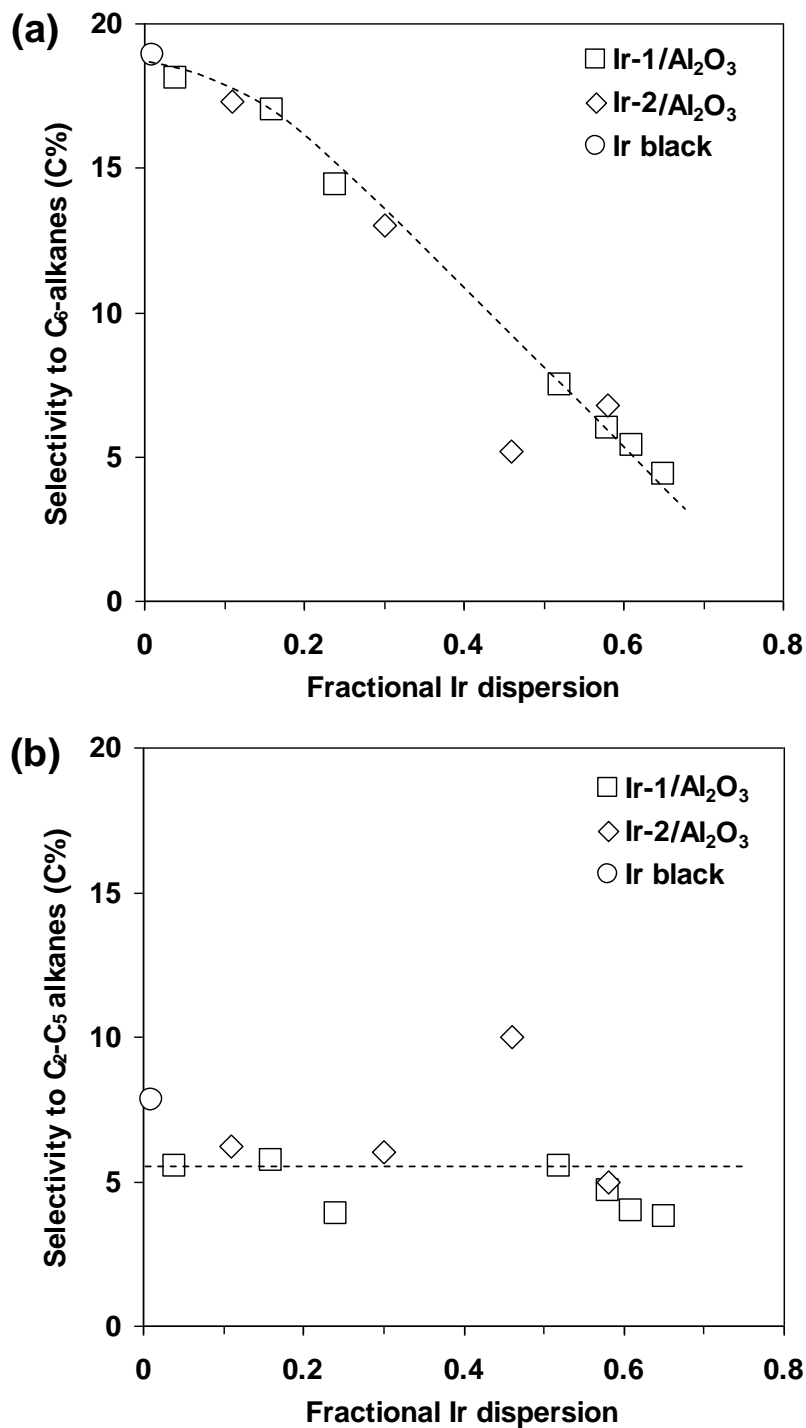 (a)
20
15
10
5
0
Selectivity to C₆-alkanes (C%)
Ir-1/Al₂O₃
Ir-2/Al₂O₃
Ir black
0 0.2 0.4 0.6 0.8
Fractional Ir dispersion
(b)
20
15
10
5
0
Selectivity to C₂-C₅ alkanes (C%)
Ir-1/Al₂O₃
Ir-2/Al₂O₃
Ir black
0 0.2 0.4 0.6 0.8
Fractional Ir dispersion